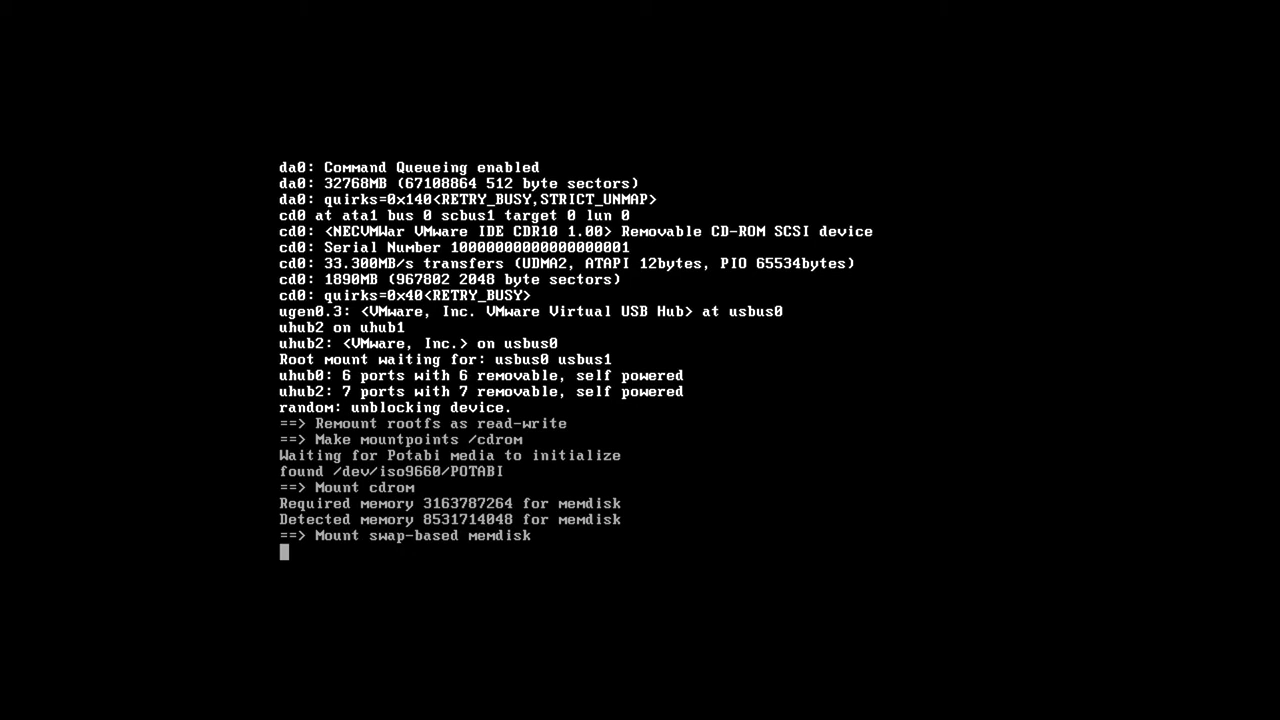 da0: Command Queueing enabled
da0: 32768MB (67108864 512 byte sectors)
da0: quirks=0x140<RETRY_BUSY,STRICT_UNMAP>
cd0 at ata1 bus 0 scbus1 target 0 lun 0
cd0: <NECVMWar VMware IDE CDR10 1.00> Removable CD-ROM SCSI device
cd0: Serial Number 10000000000000000001
cd0: 33.300MB/s transfers (UDMA2, ATAPI 12bytes, PIO 65534bytes)
cd0: 1890MB (967802 2048 byte sectors)
cd0: quirks=0x40<RETRY_BUSY>
ugen0.3: <VMware, Inc. VMware Virtual USB Hub> at usbus0
uhub2 on uhub1
uhub2: <VMware, Inc.> on usbus0
Root mount waiting for: usbus0 usbus1
uhub0: 6 ports with 6 removable, self powered
uhub2: 7 ports with 7 removable, self powered
random: unblocking device.
==> Remount rootfs as read-write
==> Make mountpoints /cdrom
Waiting for Potabi media to initialize
found /dev/iso9660/POTABI
==> Mount cdrom
Required memory 3163787264 for memdisk
Detected memory 8531714048 for memdisk
==> Mount swap-based memdisk